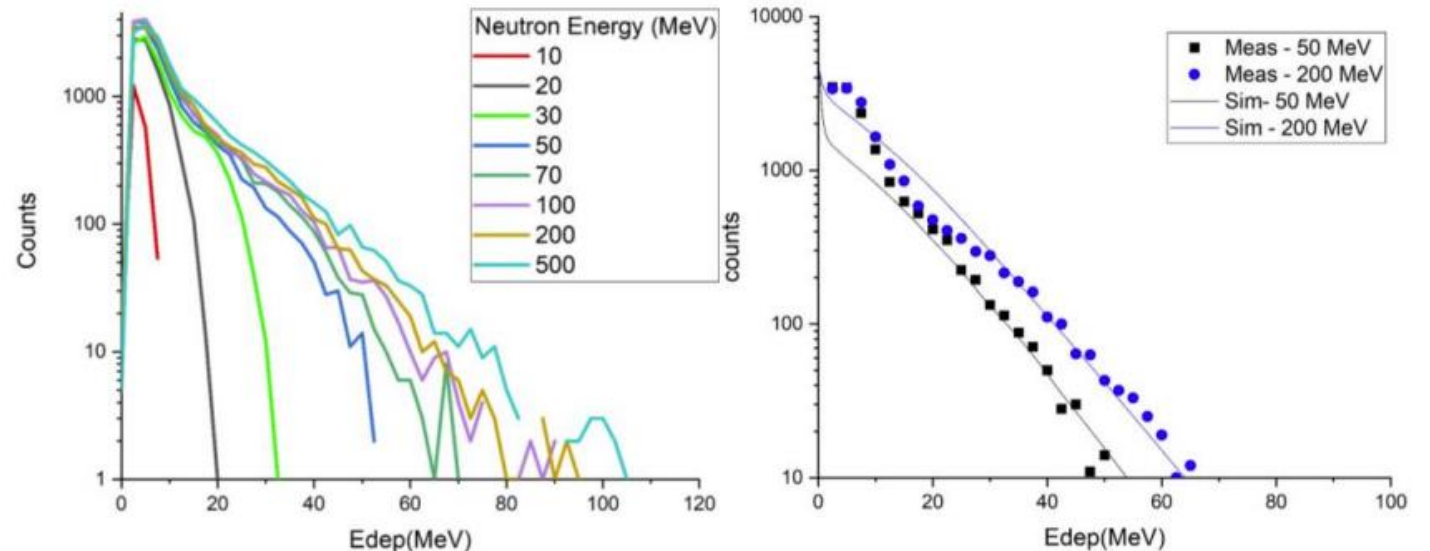 Neutron Energy (MeV)
10
20
30
50
70
100
200
500
Counts
1000
100
10
1
0 20 40 60 80 100 120
Edep(MeV)
Meas - 50 MeV
Meas - 200 MeV
Sim- 50 MeV
Sim - 200 MeV
counts
10000
1000
100
10
0 20 40 60 80 100
Edep(MeV)